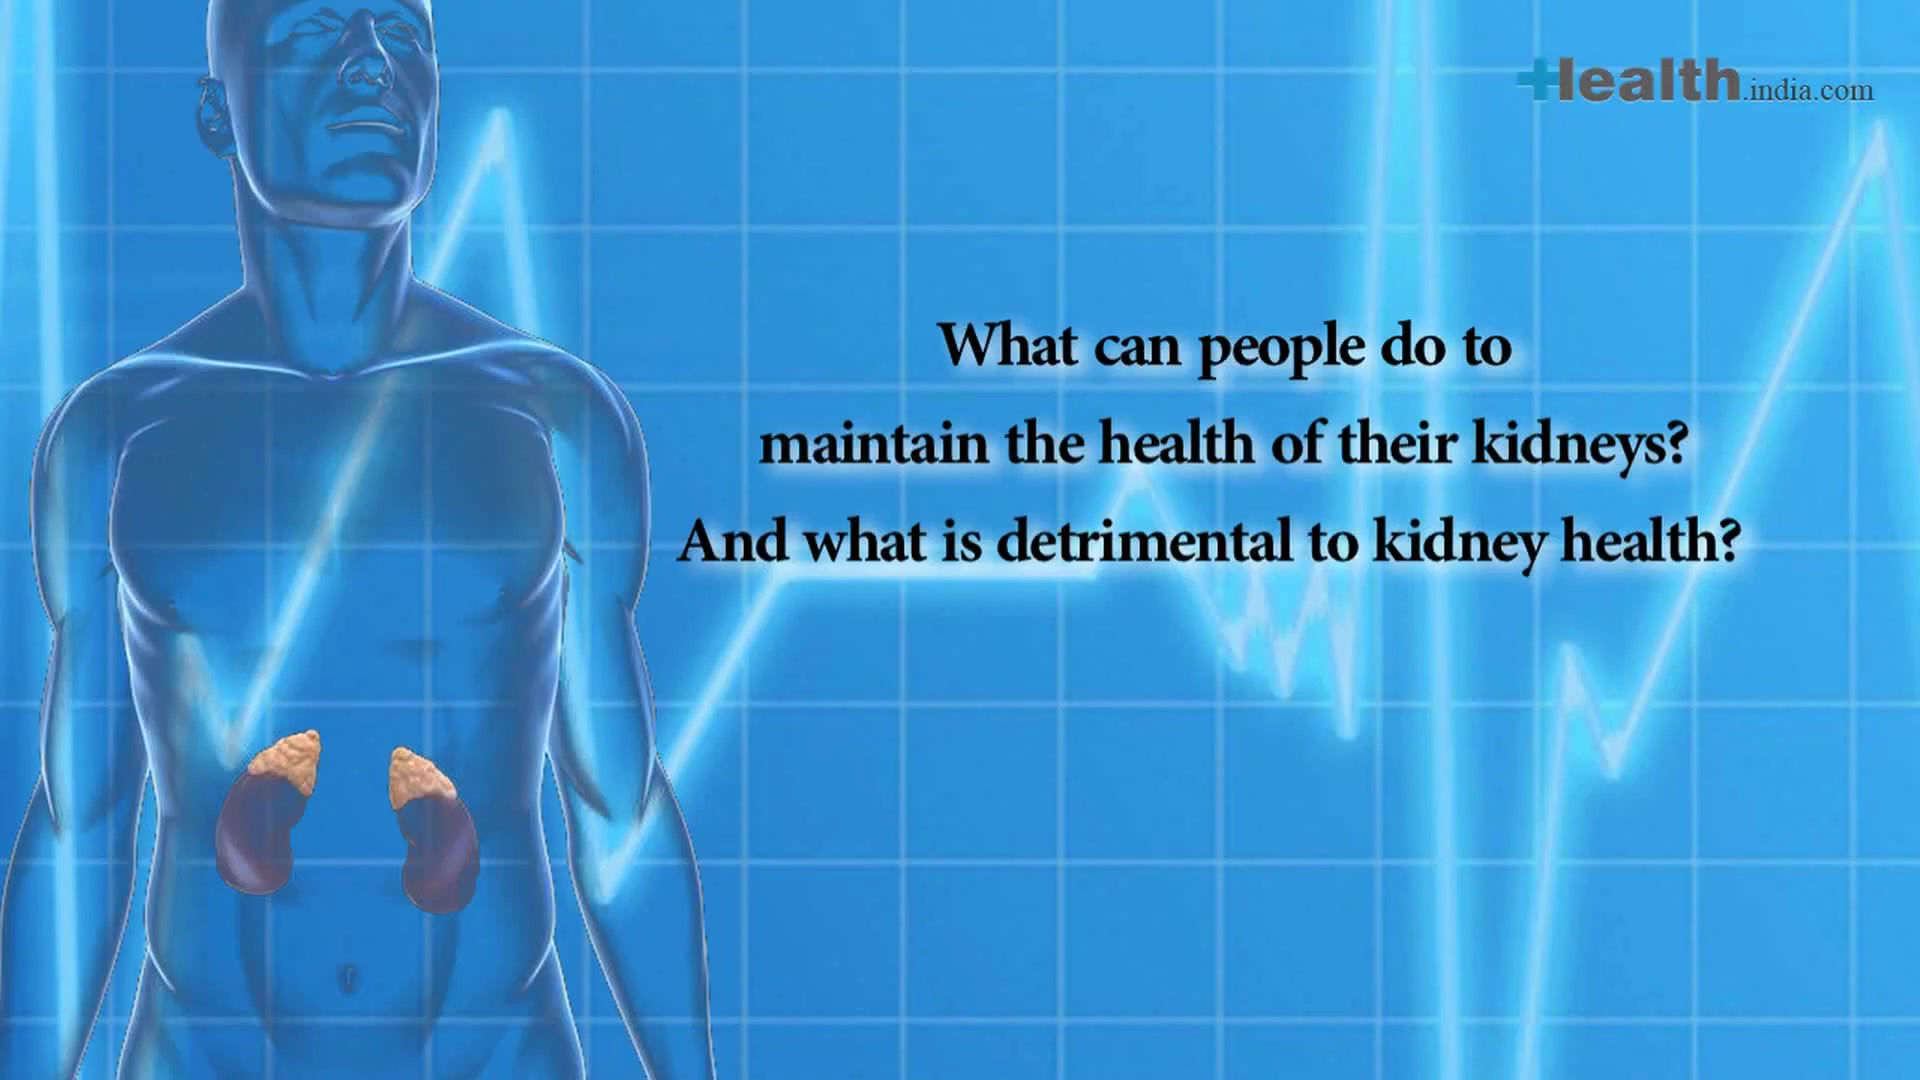 Health.india.com
What can people do to
maintain the health of their kidneys?
And what is detrimental to kidney health?